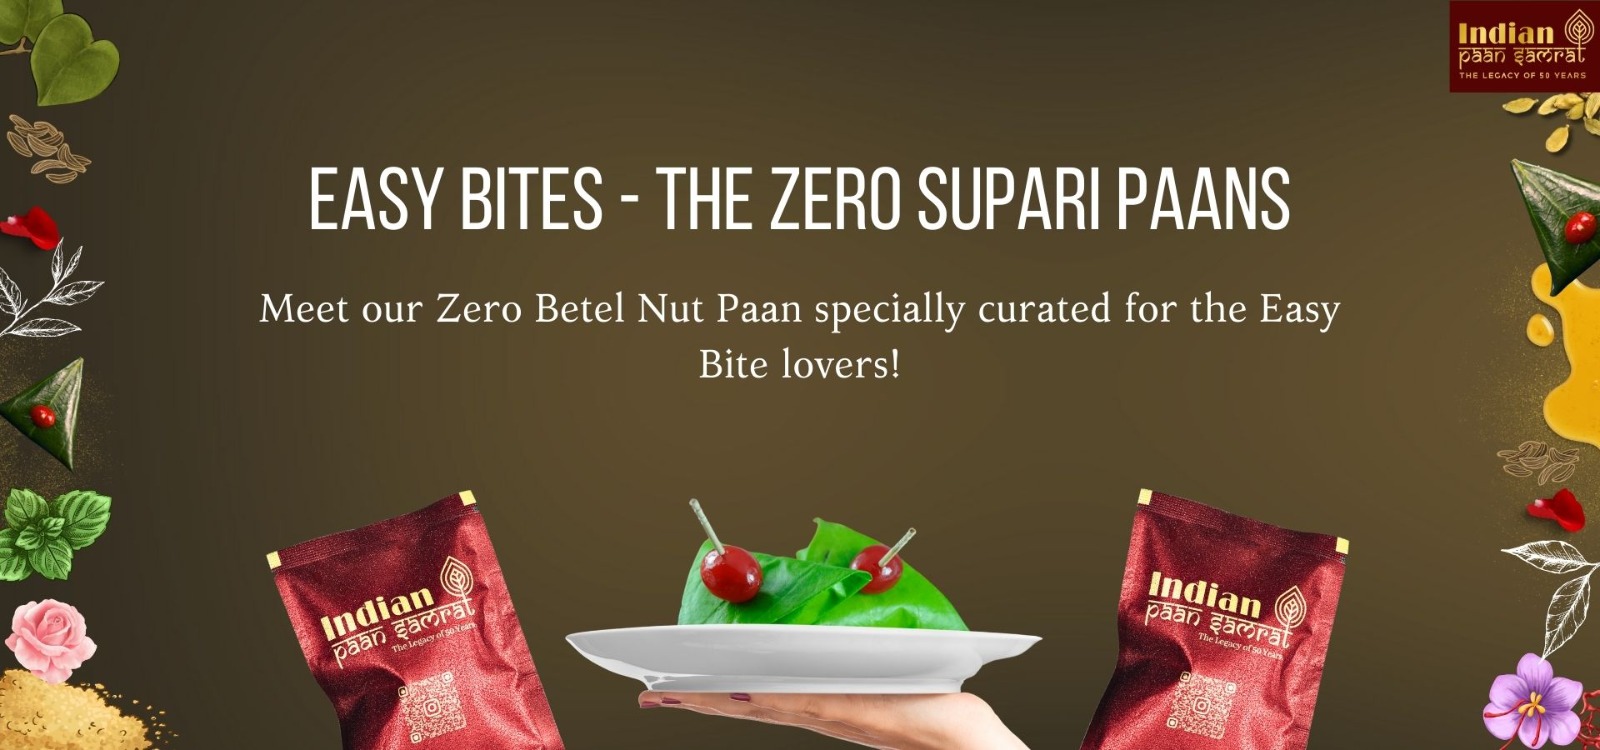 Indian
paan samrat
THE LEGACY OF 50 YEARS
EASY BITES - THE ZERO SUPARI PAANS
Meet our Zero Betel Nut Paan specially curated for the Easy
Bite lovers!
Indian
paan samrat
The Legacy of 50 Years
Indian
paan samrat
The Legacy of 50 Years